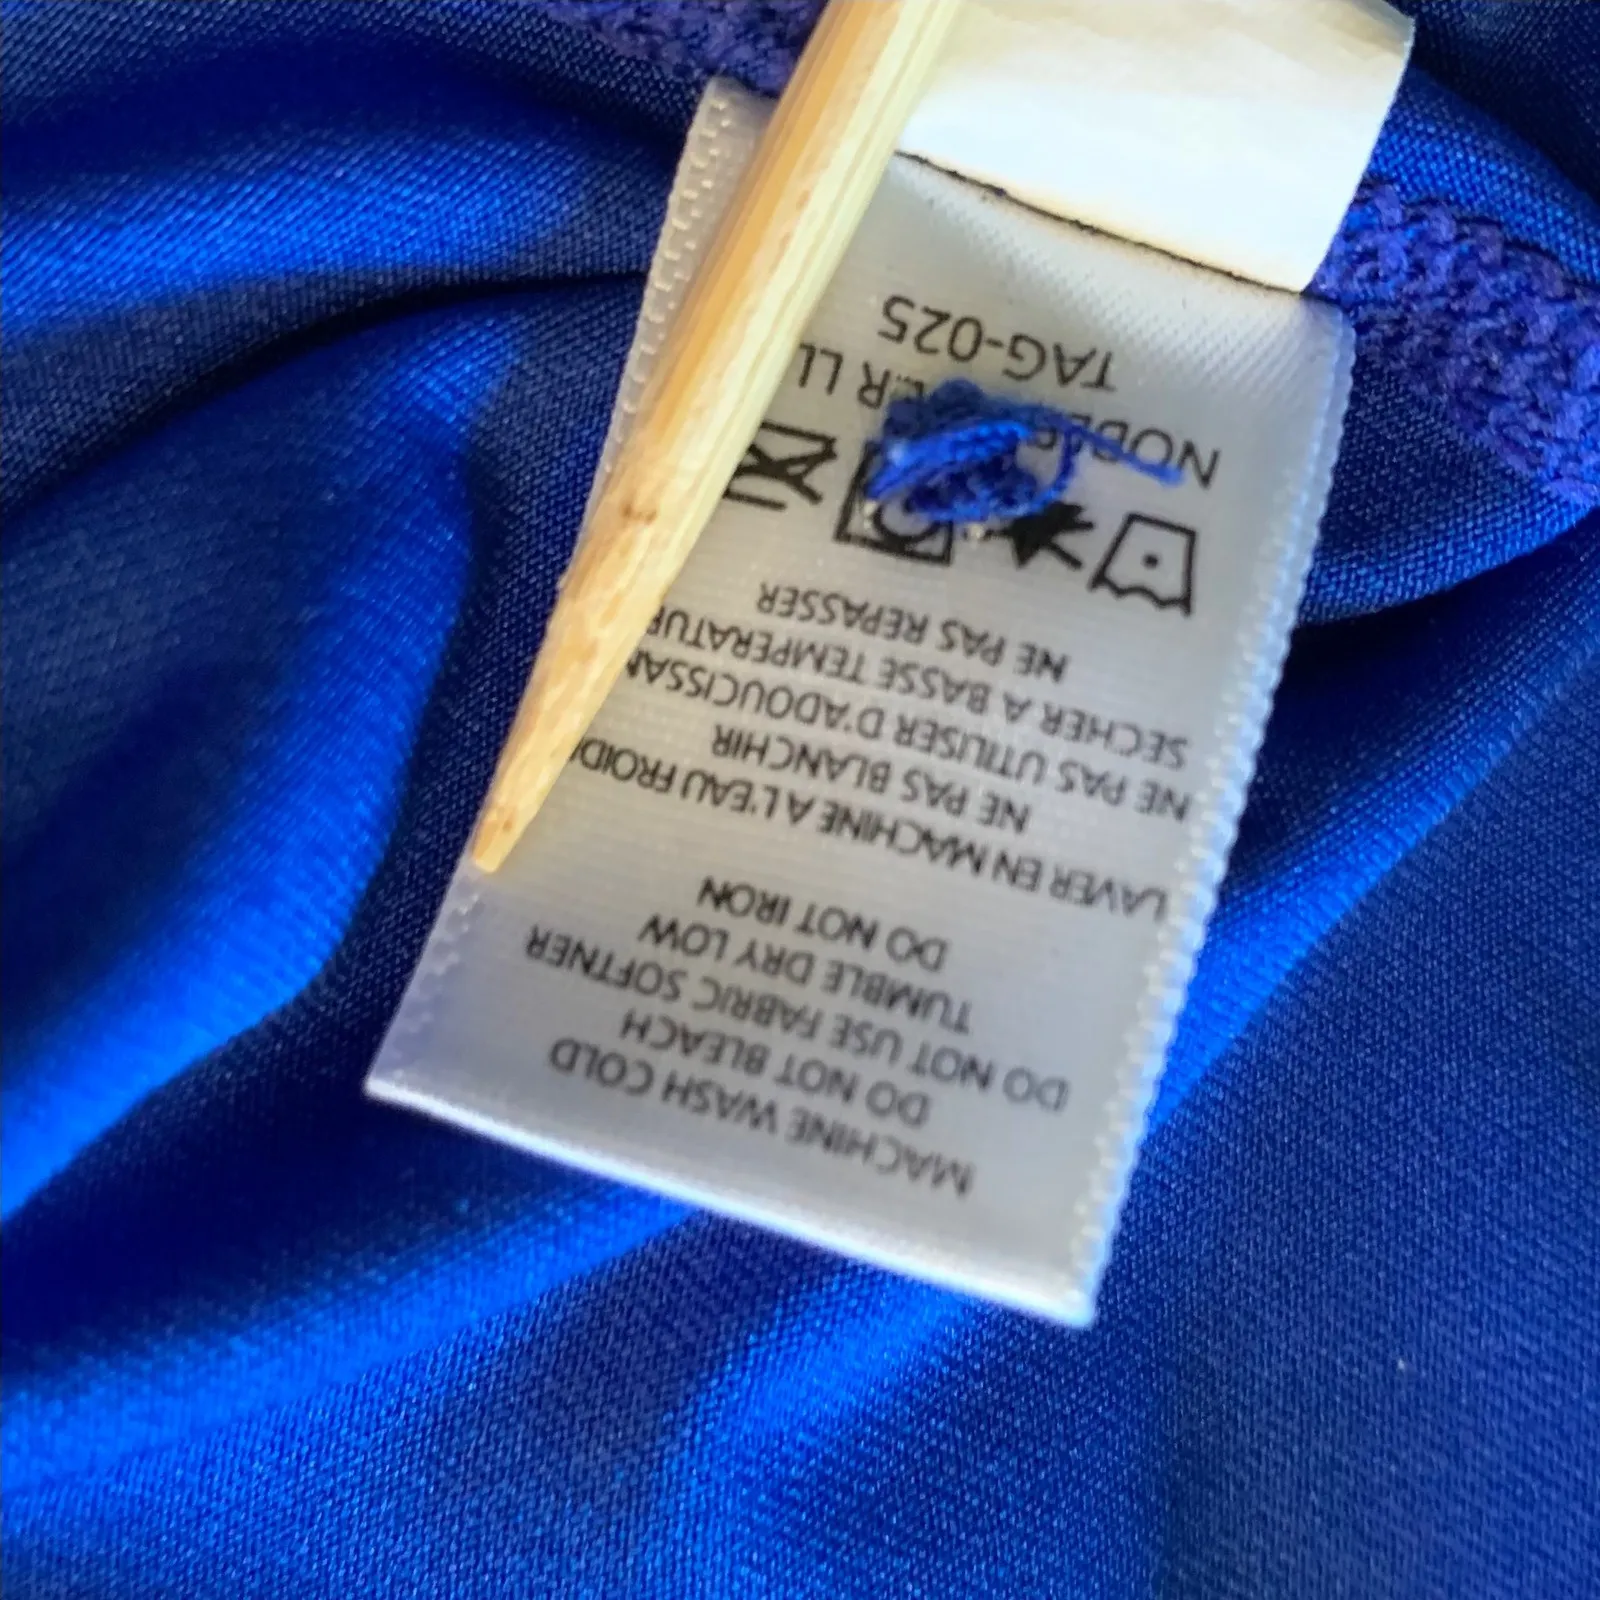 MACHINE WASH COLD
DO NOT BLEACH
DO NOT USE FABRIC SOFTNER
TUMBLE DRY LOW
DO NOT IRON
LAVER EN MACHINE A L'EAU FROID
NE PAS BLANCHIR
NE PAS UTILISER D'ADOUCISSAN
SECHER A BASSE TEMPERATUR
NE PAS REPASSER
TAG-025